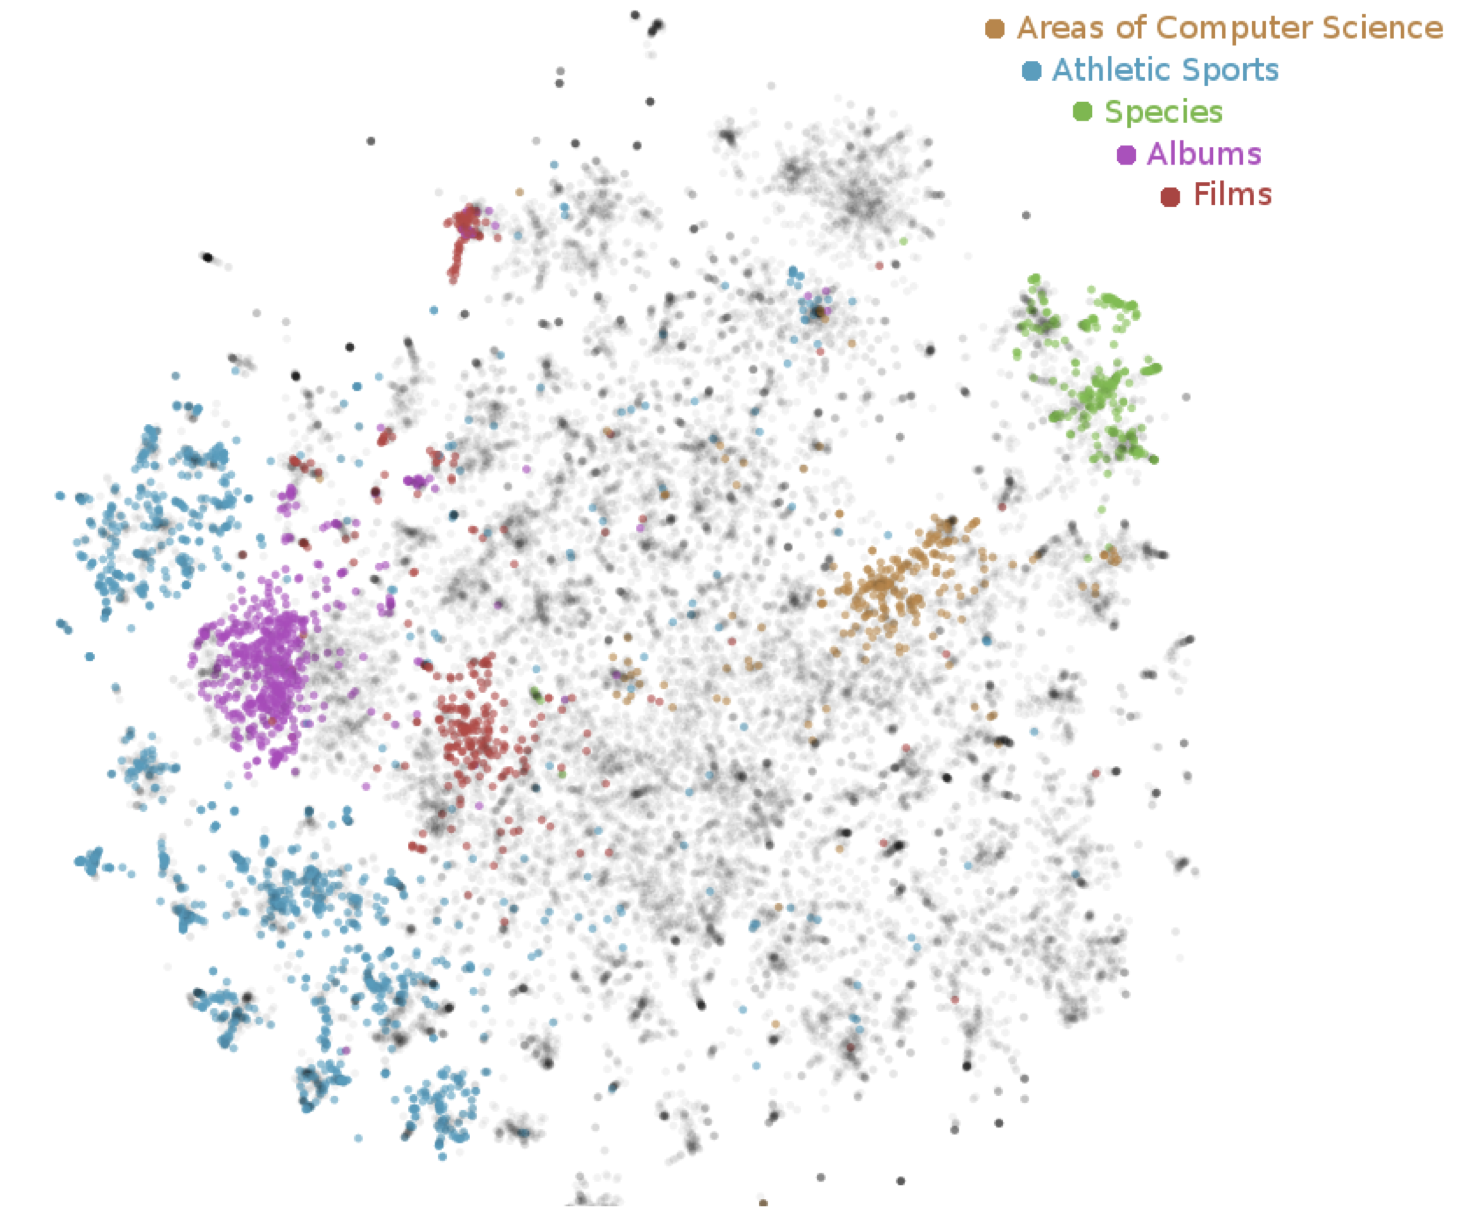 Areas of Computer Science
Athletic Sports
Species
Albums
Films